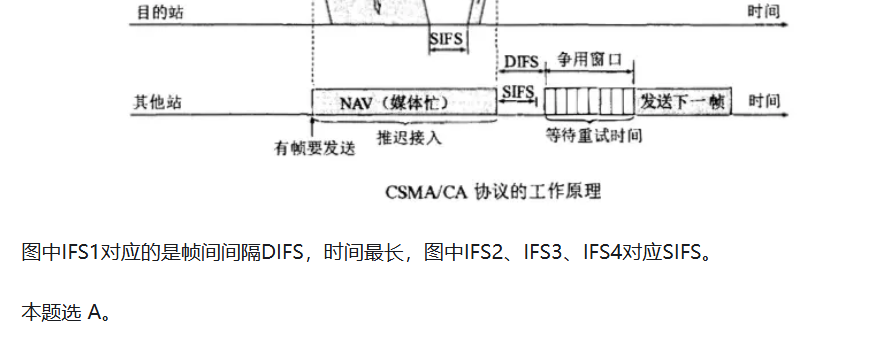 目的站
时间
SIFS
DIFS
争用窗口
其他站
NAV（媒体忙）
SIFS
发送下一帧
时间
推迟接入
等待重试时间
有帧要发送
CSMA/CA 协议的工作原理
图中IFS1对应的是帧间间隔DIFS，时间最长，图中IFS2、IFS3、IFS4对应SIFS。
本题选 A。